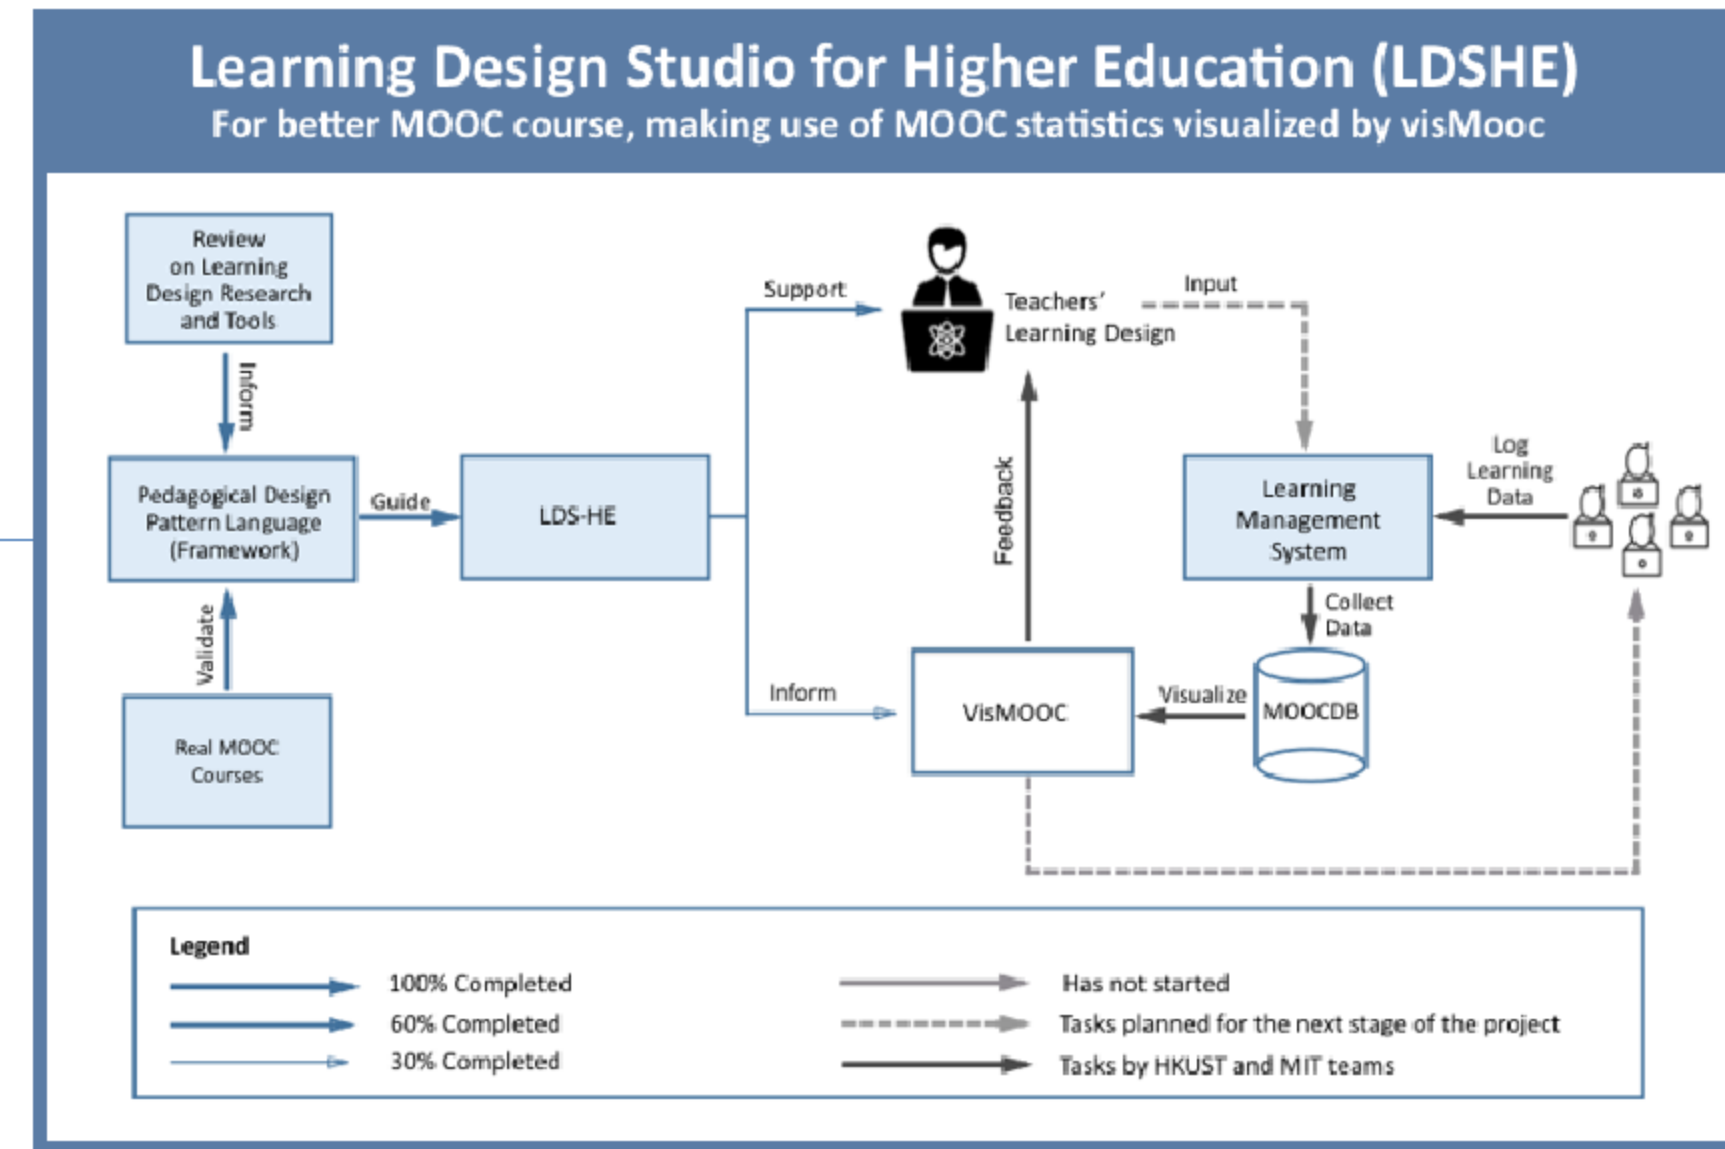 Learning Design Studio for Higher Education (LDSHE)
For better MOOC course, making use of MOOC statistics visualized by visMooc
Review
on Learning
Design Research
and Tools
Inform
Pedagogical Design
Pattern Language
(Framework)
Validate
Real MOOC
Courses
Guide
LDS-HE
Support
Inform
Teachers'
Learning Design
Input
Feedback
VisMOOC
Learning
Management
System
Log
Learning
Data
Collect
Data
Visualize
MOOCDB
Legend
100% Completed
60% Completed
30% Completed
Has not started
Tasks planned for the next stage of the project
Tasks by HKUST and MIT teams